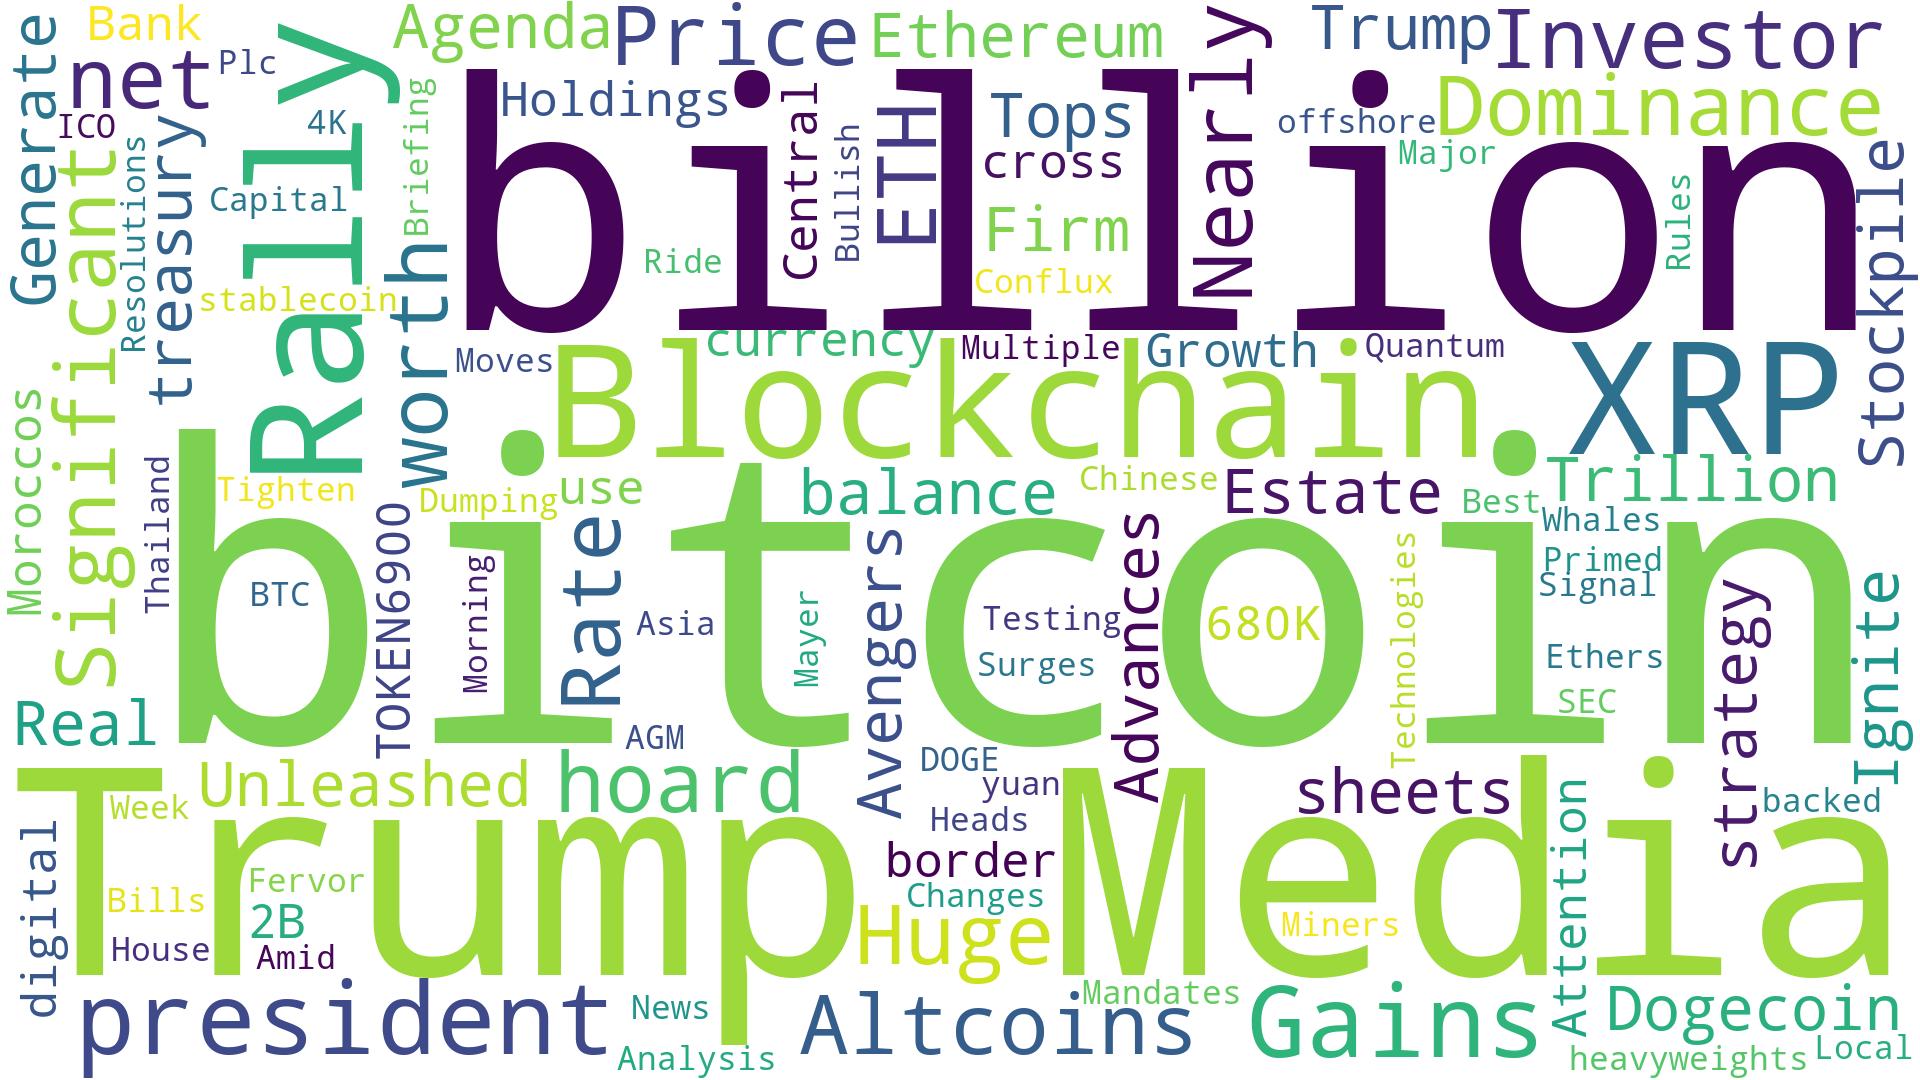 Bank
Agenda
Price
Ethereum
Trump
Investor
Generate
net
Plc
Rally
billion
Holdings
Central
Tops
Nearly
offshore
Dominance
ICO
4K
Briefing
Bullish
ETH
cross
Major
Significant
Resolutions
treasury
Capital
Firm
Rules
Stockpile
stablecoin
worth
Ride
Conflux
currency
Multiple
Growth
Quantum
Moves
Blockchain
XRP
Moroccos
Thailand
Tighten
Dumping
use
balance
Chinese
Estate
Best
Trillion
bitcoin
TOKEN6900
Rate
Avengers
Advances
Whales
Primed
Signal
BTC
Morning
Asia
Mayer
Testing
680K
Technologies
strategy
Ignite
Surges
Ethers
SEC
Real
AGM
Unleashed
hoard
DOGE
yuan
sheets
backed
Trump Media
Week
Heads
Attention
digital
border
Fervor
Changes
Bills
2B
Huge
Miners
House
Amid
president
News
Altcoins
Mandates
Gains
Dogecoin
Analysis
heavyweights
Local